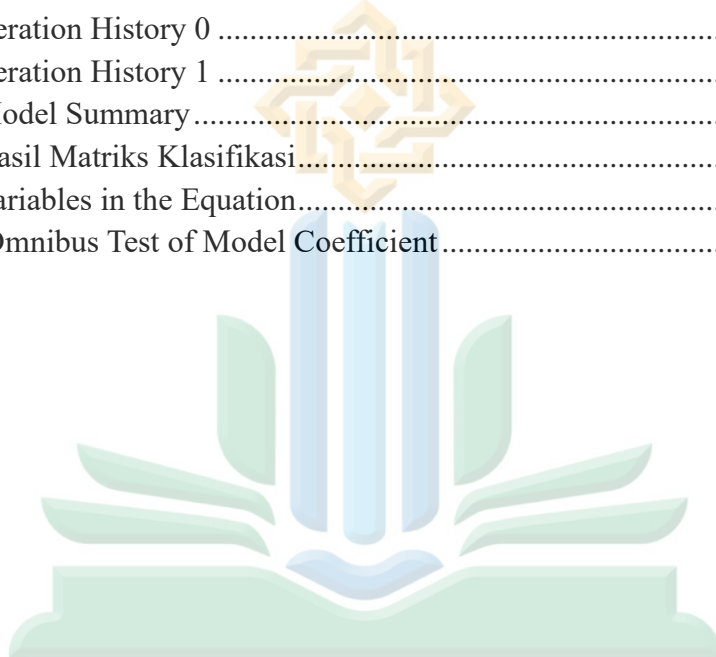 eration History 0 ................................................................
eration History 1 ................................................................
odel Summary ...................................................................
asil Matriks Klasifikasi.....................................................
ariables in the Equation.....................................................
Omnibus Test of Model Coefficient ...................................